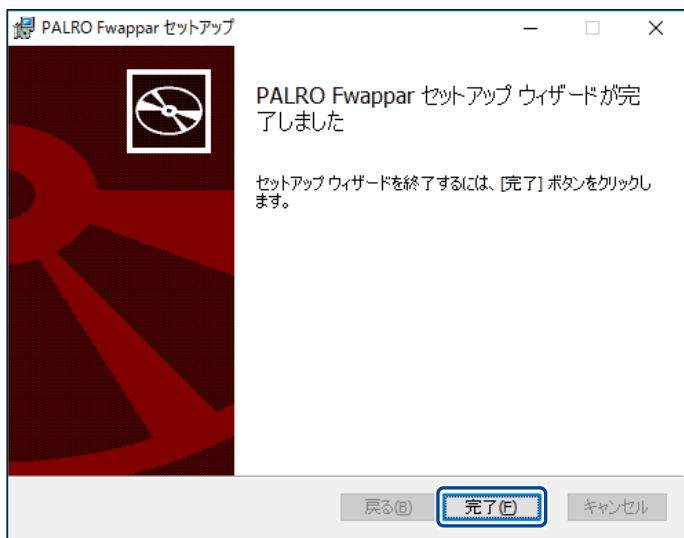 PALRO Fwappar セットアップ
PALRO Fwappar セットアップ ウィザードが完
了しました
セットアップ ウィザードを終了するには、[完了] ボタンをクリックし
ます。
戻る(B)
完了(F)
キャンセル